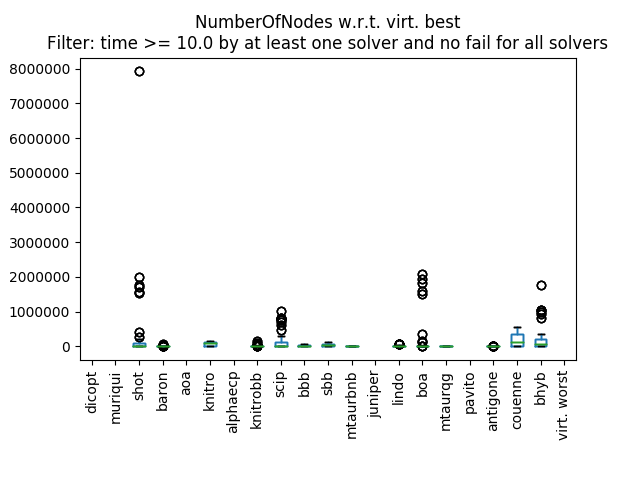 NumberOfNodes w.r.t. virt. best
Filter: time >= 10.0 by at least one solver and no fail for all solvers
8000000
7000000
6000000
5000000
4000000
3000000
2000000
1000000
0
dicopt
muriqui
shot
baron
aoa
knitro
alphaecp
knitrobb
scip
bbb
sbb
mtaurbnb
juniper
lindo
boa
mtaurqg
pavito
antigone
couenne
bhyb
virt. worst